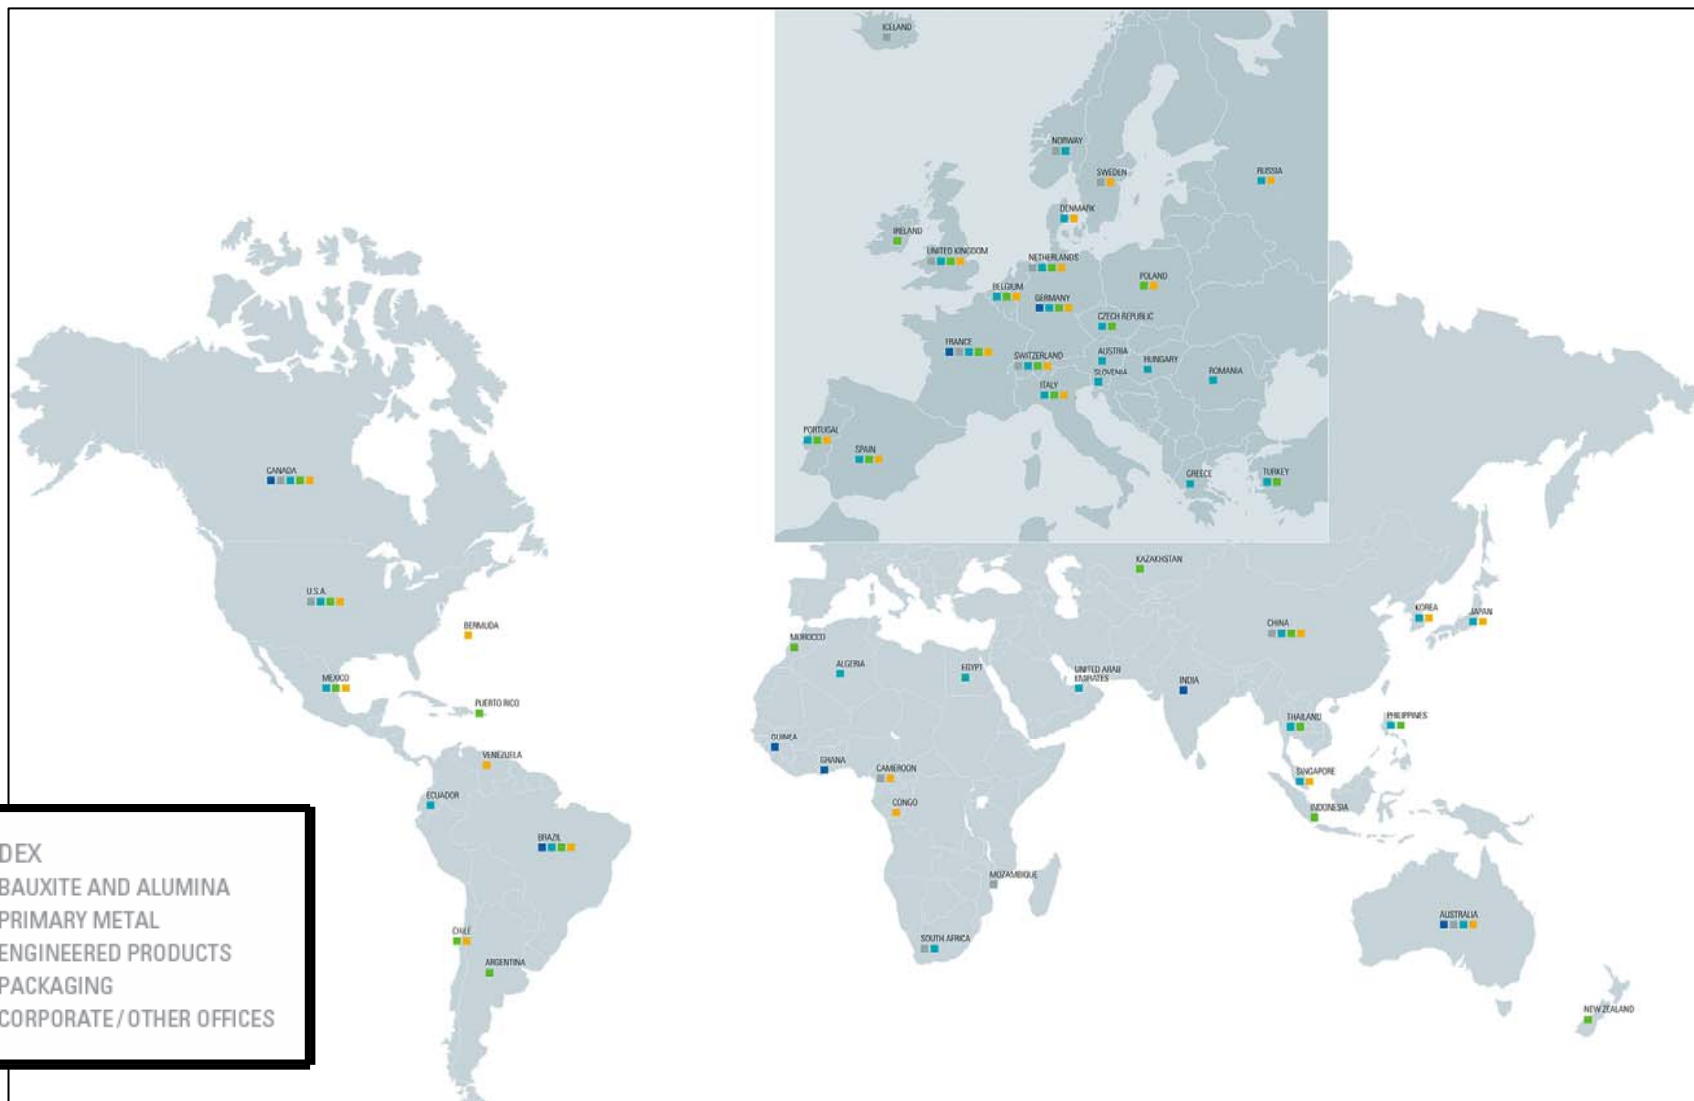 ICELAND
NORWAY
SWEDEN
RUSSIA
DENMARK
IRELAND
UNITED KINGDOM
NETHERLANDS
POLAND
BELGIUM
GERMANY
CZECH REPUBLIC
FRANCE
SWITZERLAND
AUSTRIA
HUNGARY
SLOVENIA
ROMANIA
ITALY
PORTUGAL
SPAIN
GREECE
TURKEY
CANADA
KAZAKHSTAN
U.S.A.
BERMUDA
KOREA
JAPAN
CHINA
MOROCCO
ALGERIA
EGYPT
UNITED ARAB
EMIRATES
INDIA
MEXICO
PUERTO RICO
THAILAND
PHILIPPINES
GUINEA
GHANA
VENEZUELA
CAMEROON
SINGAPORE
ECUADOR
CONGO
INDONESIA
BRAZIL
MOZAMBIQUE
AUSTRALIA
CHILE
SOUTH AFRICA
ARGENTINA
NEW ZEALAND
DEX
BAUXITE AND ALUMINA
PRIMARY METAL
ENGINEERED PRODUCTS
PACKAGING
CORPORATE / OTHER OFFICES